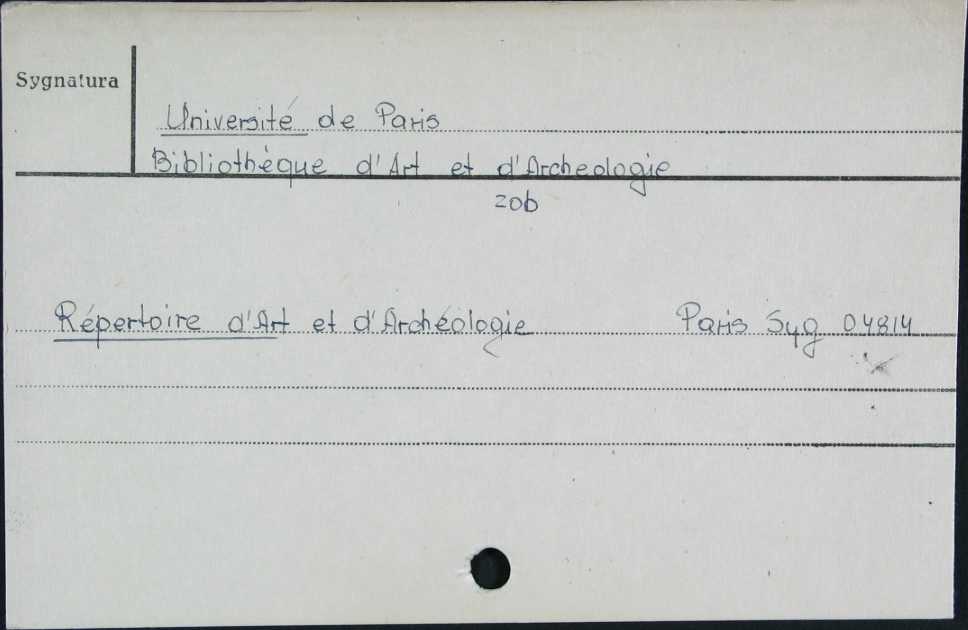 Sygnatura
Université de Paris
Bibliothèque d'Art et d'Archeologie
zob
Répertoire d'Art et d'Archéologie Paris Syg 04814